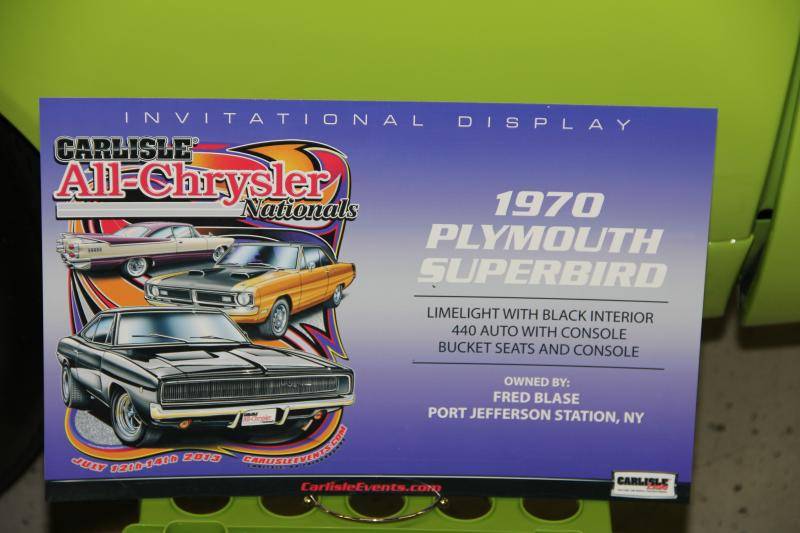 INVITATIONAL DISPLAY
CARLISLE
All-Chrysler
Nationals
JULY 12th-14th 2013
CARLISLEEVENTS.COM
1970
PLYMOUTH
SUPERBIRD
LIMELIGHT WITH BLACK INTERIOR
440 AUTO WITH CONSOLE
BUCKET SEATS AND CONSOLE
OWNED BY:
FRED BLASE
PORT JEFFERSON STATION, NY
CarlisleEvents.com
CARLISLE